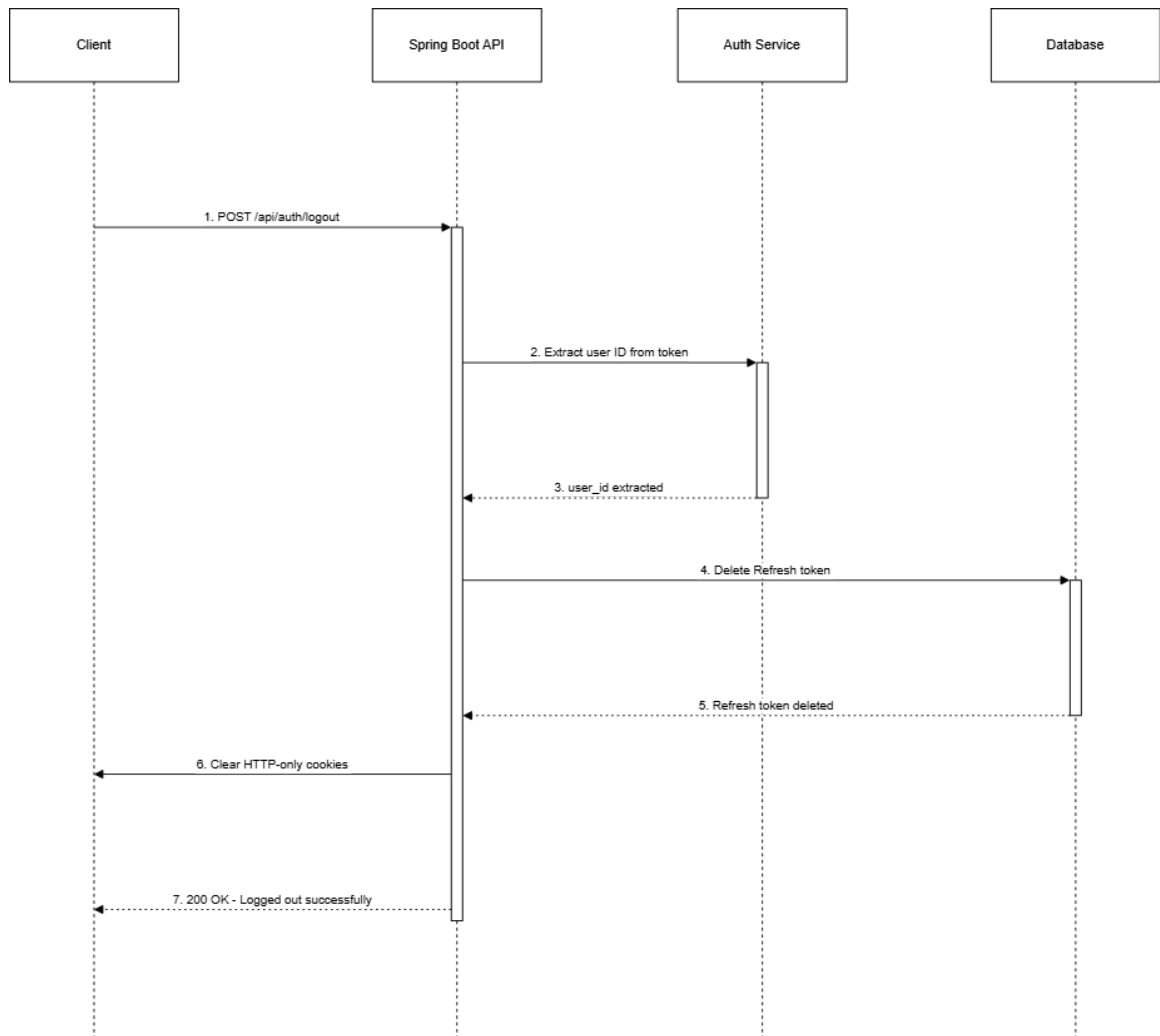 Client
Spring Boot API
Auth Service
Database
1. POST /api/auth/logout
2. Extract user ID from token
3. user_id extracted
4. Delete Refresh token
5. Refresh token deleted
6. Clear HTTP-only cookies
7. 200 OK - Logged out successfully